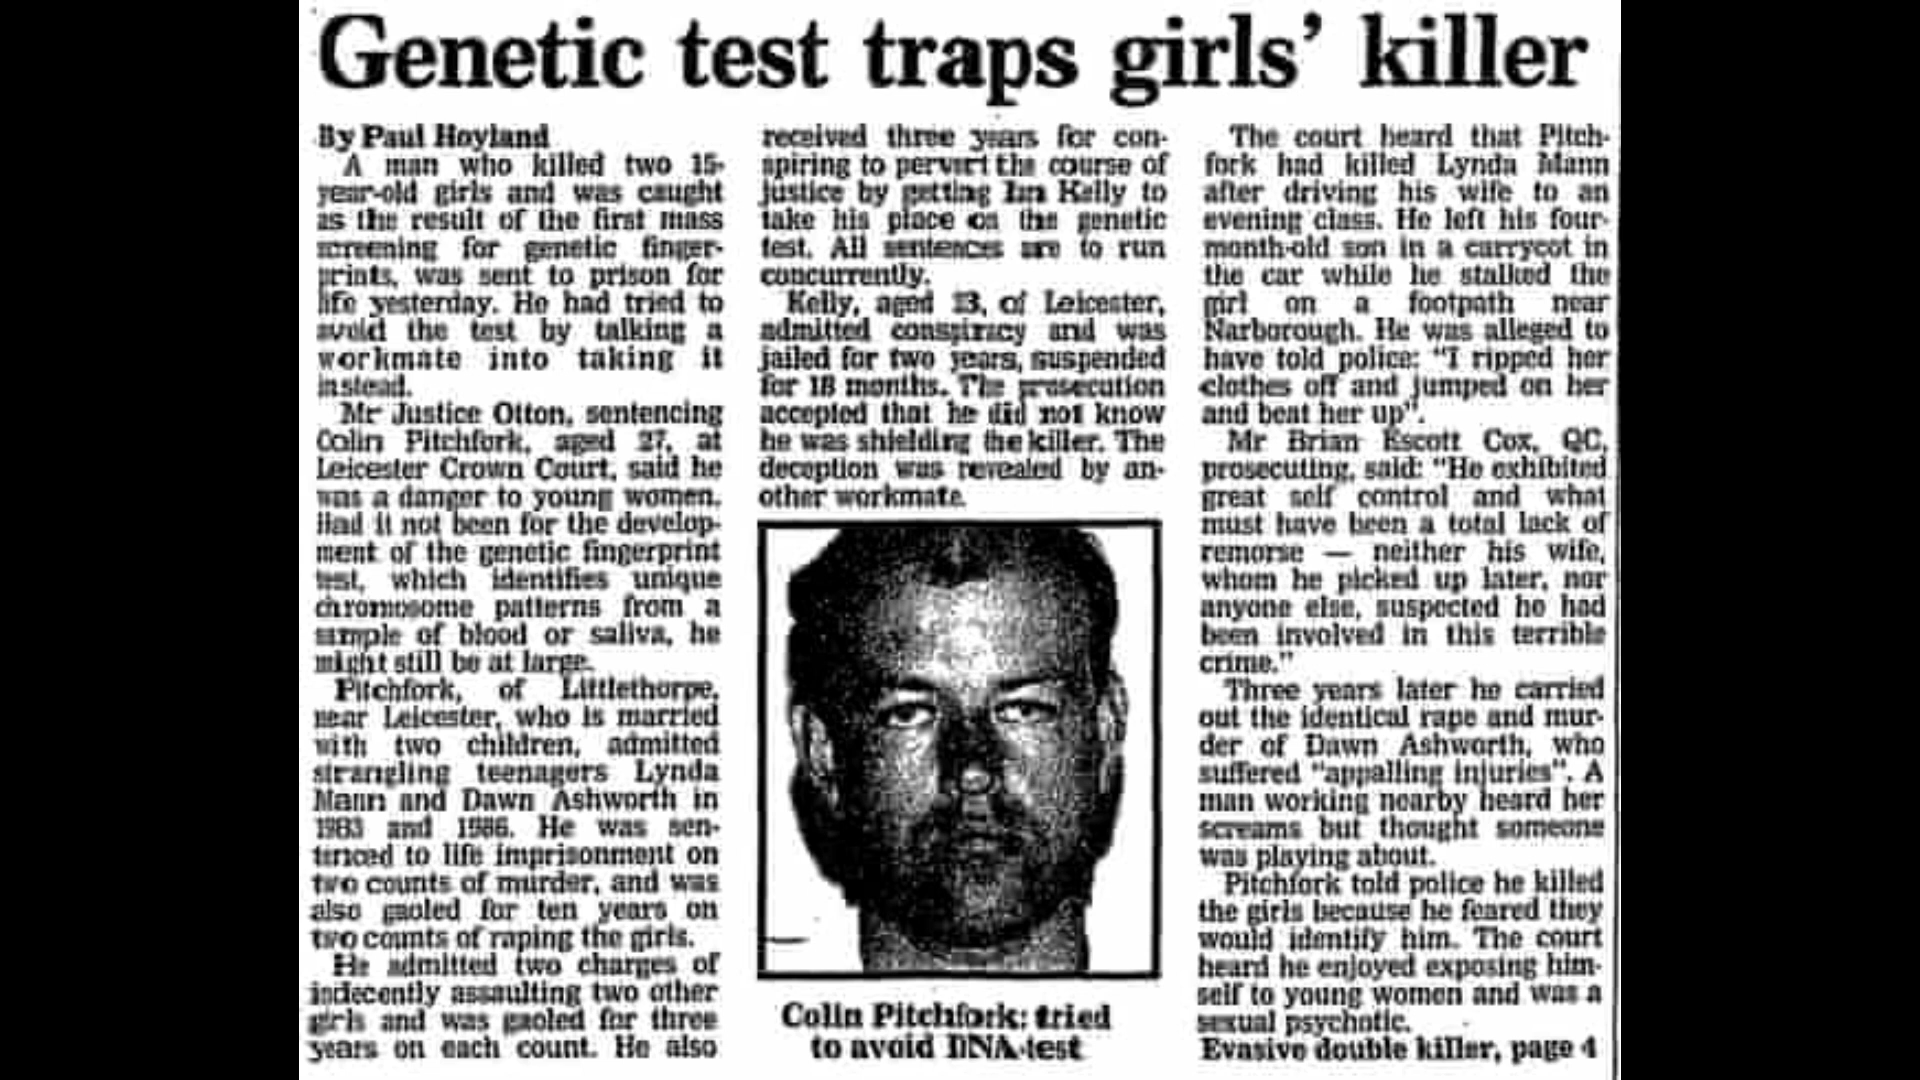 Genetic test traps girls' killer
By Paul Hoyland
A man who killed two 15-
year-old girls and was caught
as the result of the first mass
screening for genetic finger-
prints, was sent to prison for
life yesterday. He had tried to
avoid the test by talking a
workmate into taking it
instead.
Mr Justice Otton, sentencing
Colin Pitchfork, aged 27, at
Leicester Crown Court, said he
was a danger to young women.
Had it not been for the develop-
ment of the genetic fingerprint
test, which identifies unique
chromosome patterns from a
sample of blood or saliva, he
might still be at large.
Pitchfork, of Littlethorpe,
near Leicester, who is married
with two children, admitted
strangling teenagers Lynda
Mann and Dawn Ashworth in
1983 and 1986. He was sen-
tenced to life imprisonment on
two counts of murder, and was
also gaoled for ten years on
two counts of raping the girls.
He admitted two charges of
indecently assaulting two other
girls and was gaoled for three
years on each count. He also
received three years for con-
spiring to pervert the course of
justice by getting Ian Kelly to
take his place on the genetic
test. All sentences are to run
concurrently.
Kelly, aged of Leicester,
admitted conspiracy and was
jailed for two years, suspended
for 18 months. The prosecution
accepted that he did not know
he was shielding the killer. The
deception was revealed by an-
other workmate.
Colin Pitchfork: tried
to avoid DNA test
The court heard that Pitch-
fork had killed Lynda Mann
after driving his wife to an
evening class. He left his four-
month-old son in a carrycot in
the car while he stalked the
girl on a footpath near
Narborough. He was alleged to
have told police: "I ripped her
clothes off and jumped on her
and beat her up".
Mr Brian Escott Cox, QC,
prosecuting, said: "He exhibited
great self control and what
must have been a total lack of
remorse — neither his wife,
whom he picked up later, nor
anyone else, suspected he had
been involved in this terrible
crime."
Three years later he carried
out the identical rape and mur-
der of Dawn Ashworth, who
suffered "appalling injuries". A
man working nearby heard her
screams but thought someone
was playing about.
Pitchfork told police he killed
the girls because he feared they
would identify him. The court
heard he enjoyed exposing him-
self to young women and was a
sexual psychotic.
Evasive double killer, page 4